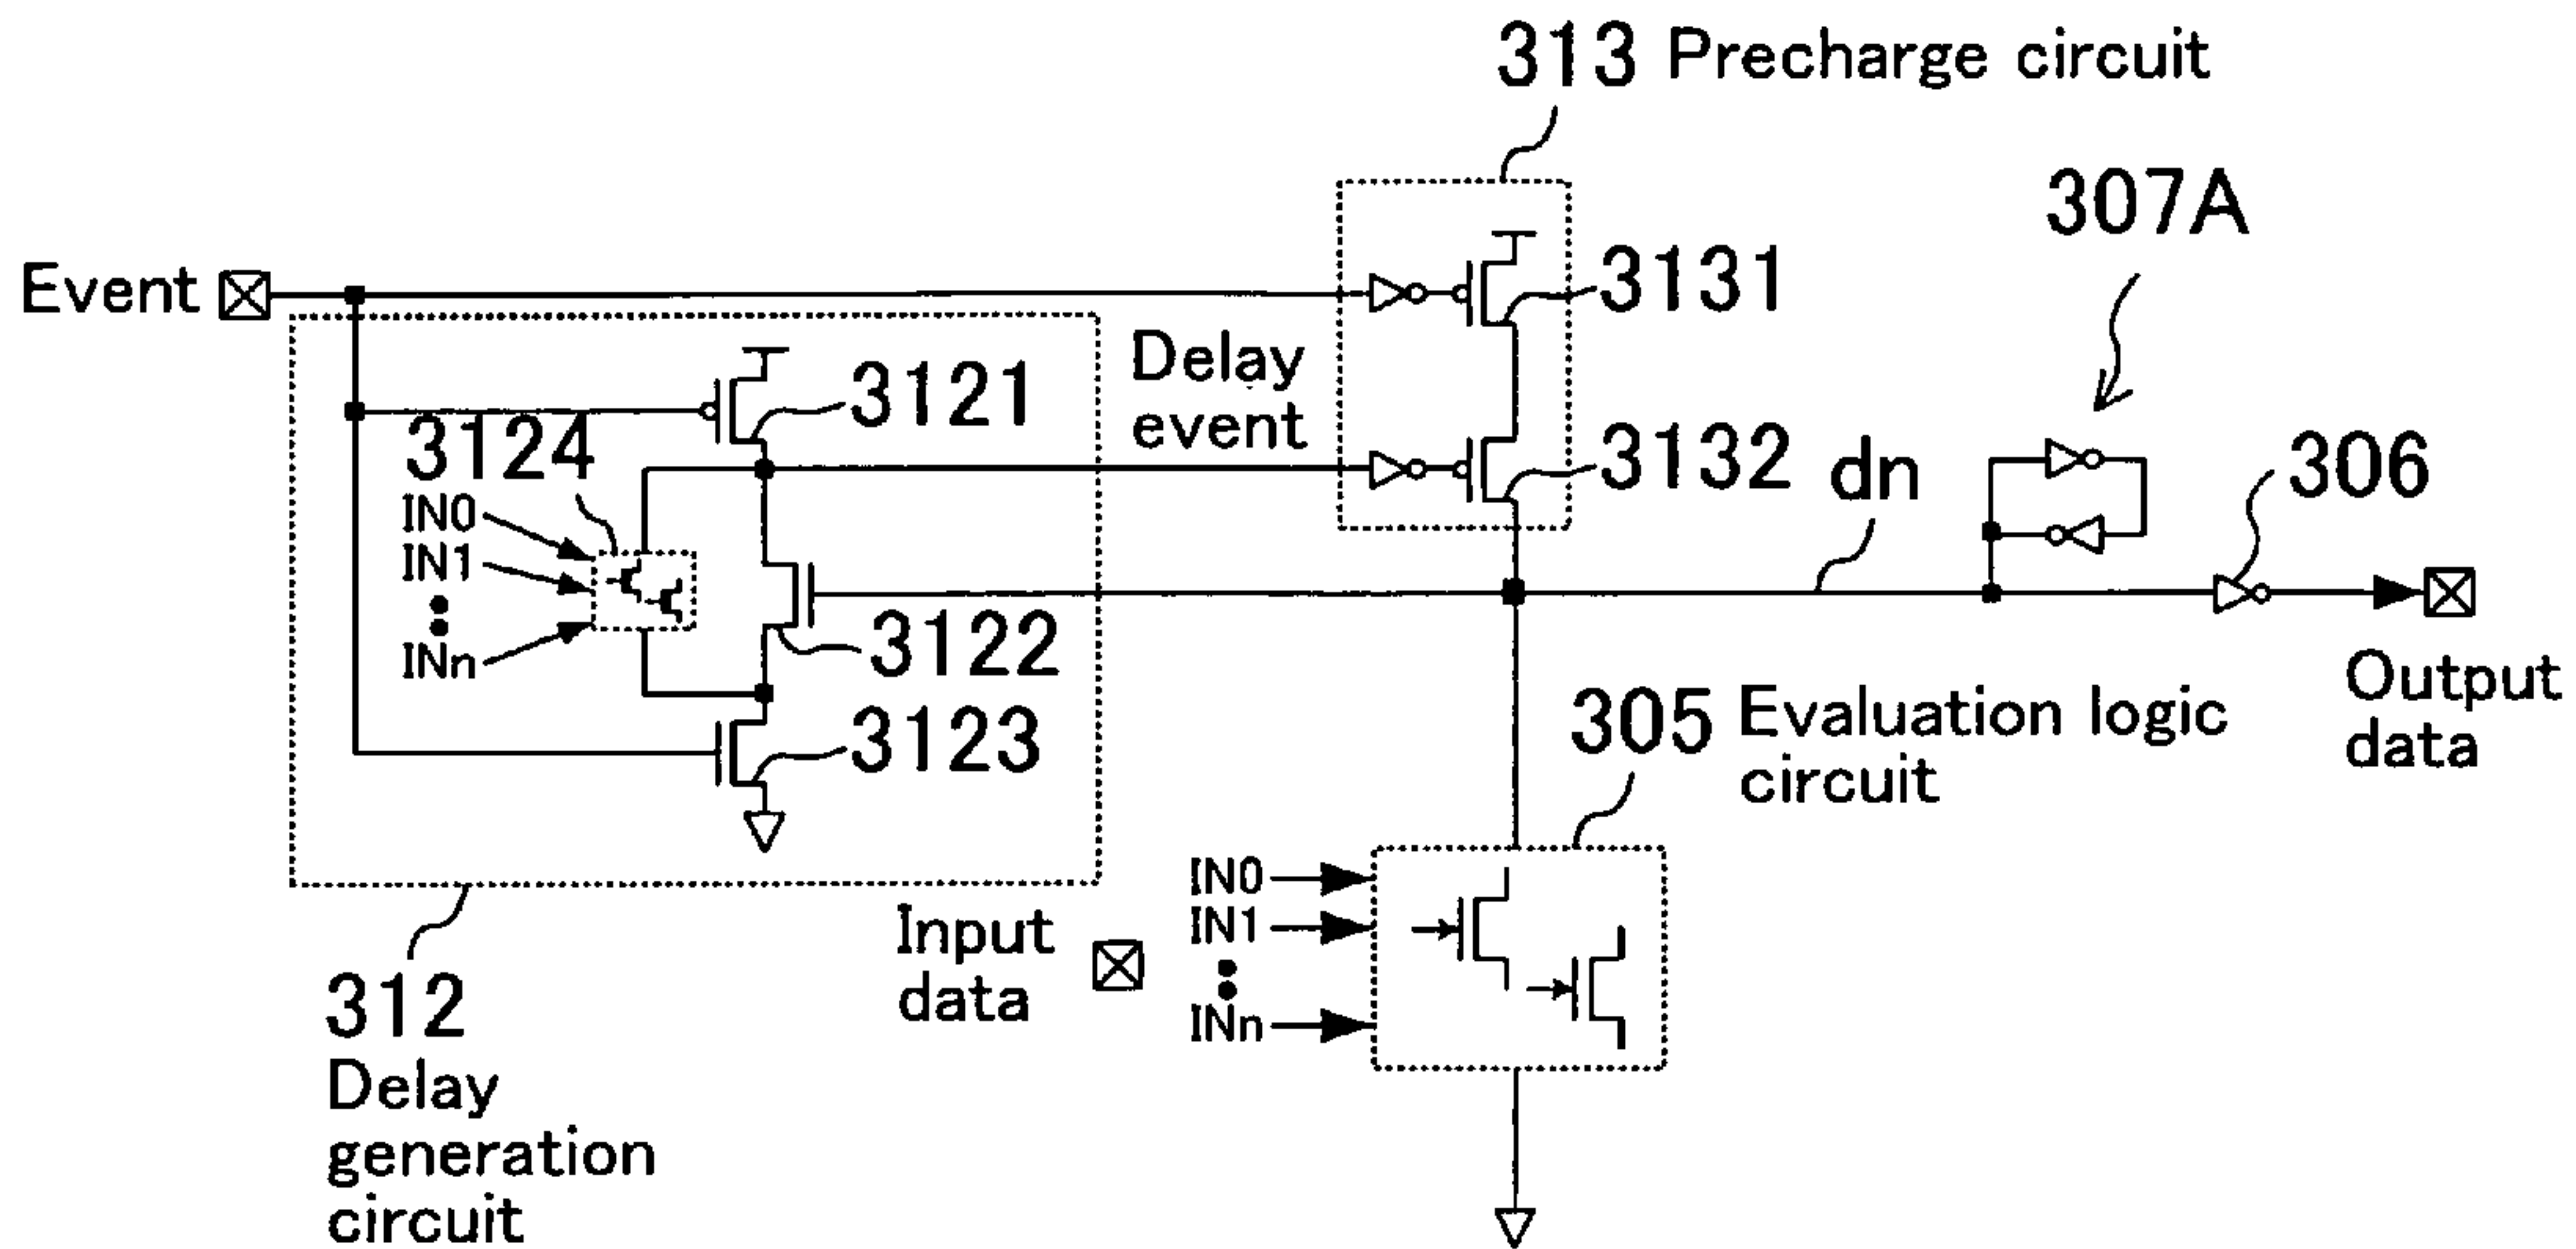 313 Precharge circuit
307A
Event
3131
Delay
event
3121
3124
3132
dn
306
IN0
IN1
INn
3122
3123
Output
data
305 Evaluation logic
circuit
Input
data
IN0
IN1
INn
312
Delay
generation
circuit